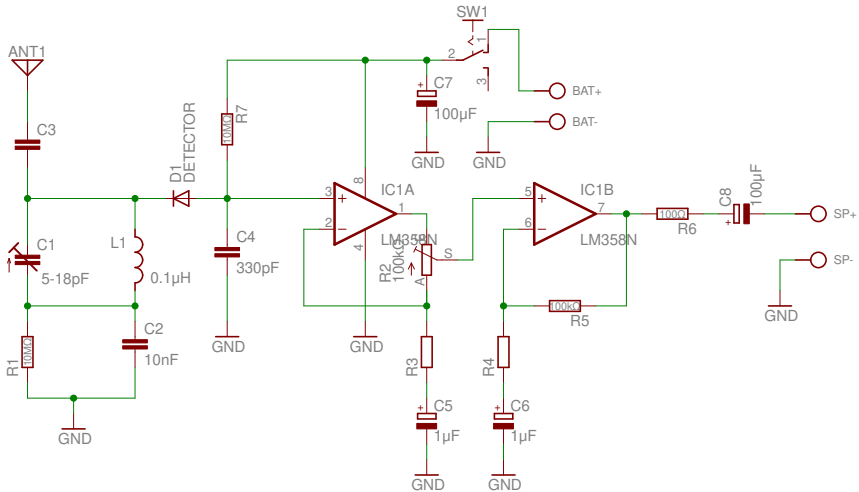 SW1
ANT1
2
1
3
C7
100µF
BAT+
BAT-
GND
GND
C3
D1
DETECTOR
R7
10MΩ
3
8
IC1A
1
2
4
LM358N
R2
100kΩ
S
A
5
IC1B
7
6
LM358N
100Ω
R6
C8
100µF
SP+
SP-
GND
C1
5-18pF
L1
0.1µH
C4
330pF
GND
GND
100kΩ
R5
R1
10MΩ
C2
10nF
R3
R4
C5
1µF
C6
1µF
GND
GND
GND